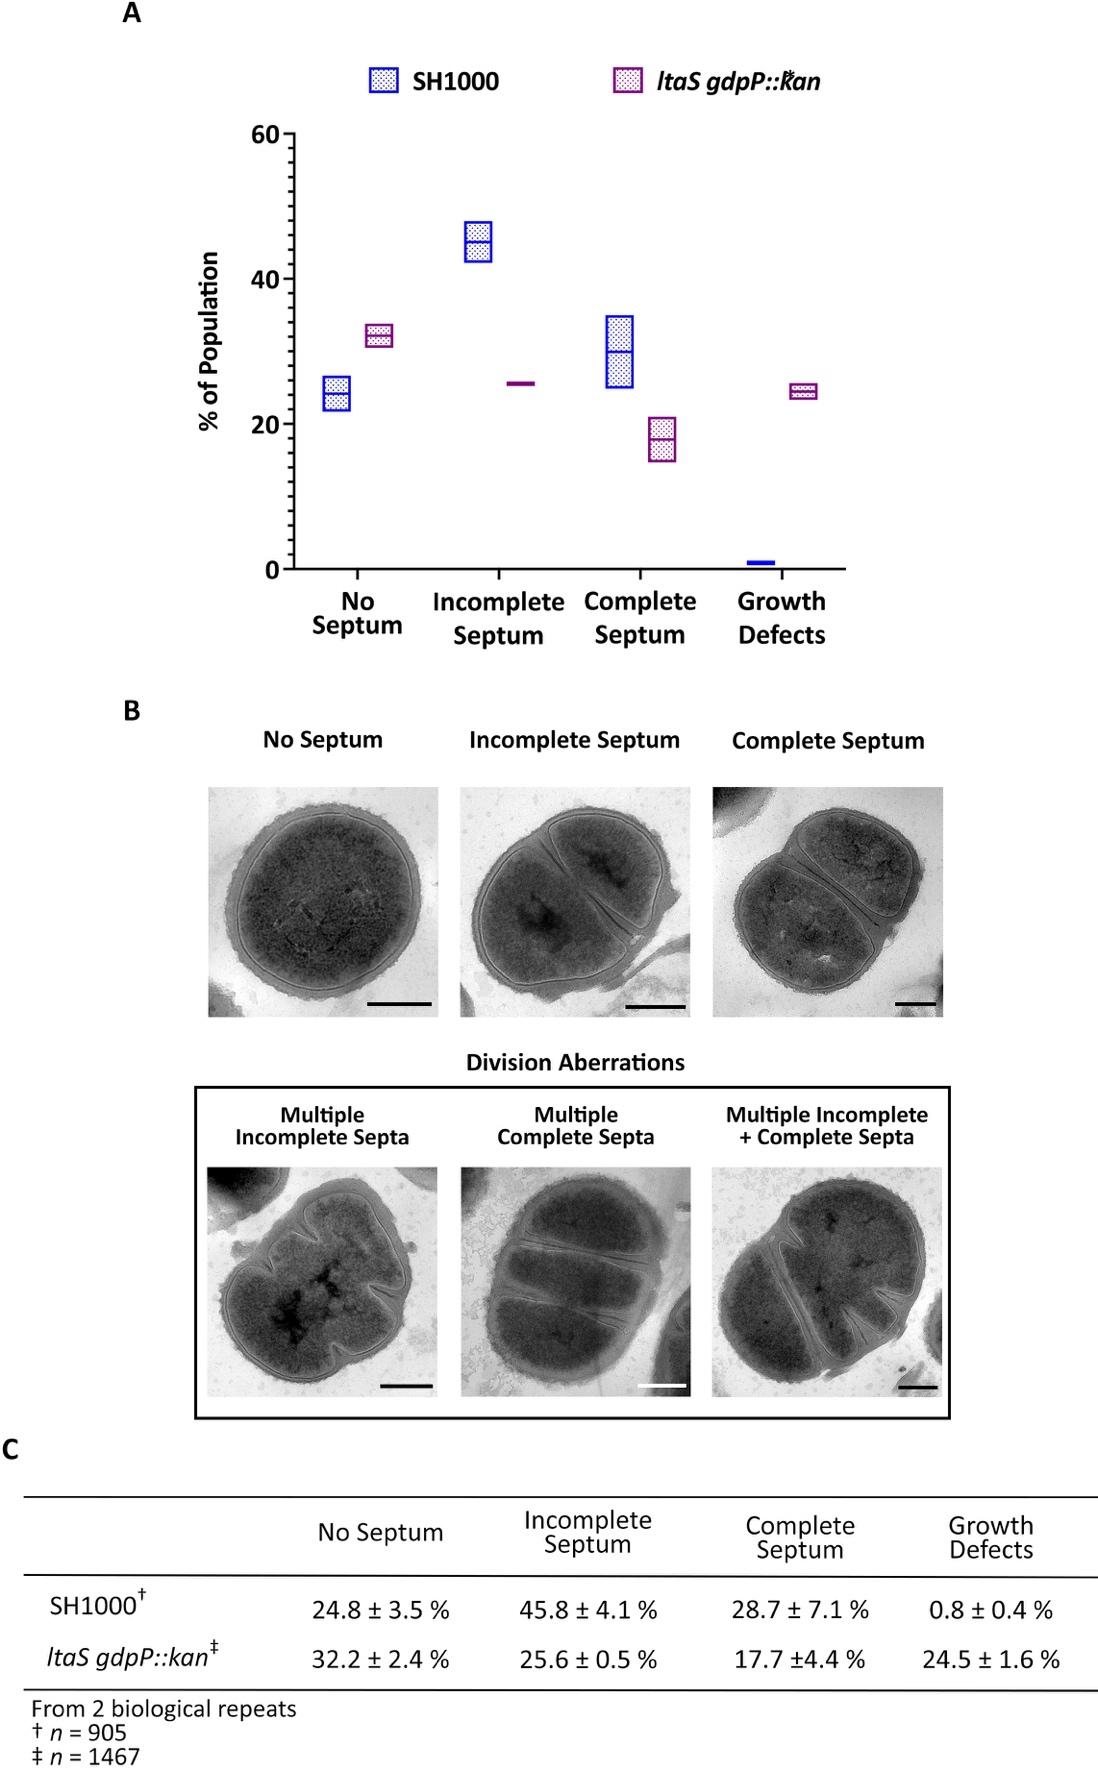 A
SH1000
ltaS gdpP::kan*
60
40
20
0
% of Population
No
Septum
Incomplete
Septum
Complete
Septum
Growth
Defects
B
No Septum
Incomplete Septum
Complete Septum
Division Aberrations
Multiple
Incomplete Septa
Multiple
Complete Septa
Multiple Incomplete
+ Complete Septa
C
No Septum
Incomplete
Septum
Complete
Septum
Growth
Defects
SH1000† 24.8 ± 3.5 % 45.8 ± 4.1 % 28.7 ± 7.1 % 0.8 ± 0.4 %
ltaS gdpP::kan‡ 32.2 ± 2.4 % 25.6 ± 0.5 % 17.7 ±4.4 % 24.5 ± 1.6 %
From 2 biological repeats
† n = 905
‡ n = 1467